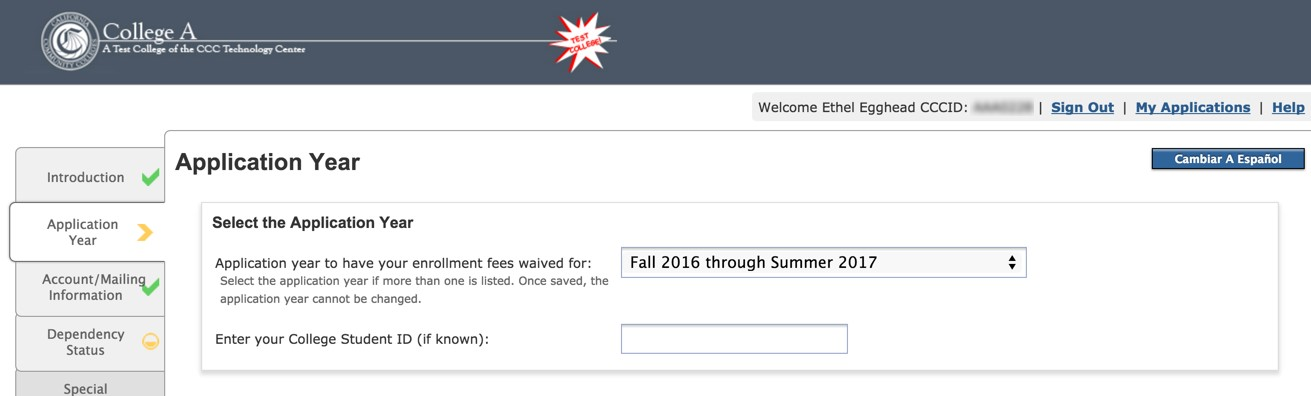 College A
A Test College of the CCC Technology Center
TEST
COLLEGE!
Welcome Ethel Egghead CCCID: | Sign Out | My Applications | Help
Application Year
Cambiar A Español
Introduction
Application
Year
Account/Mailing
Information
Dependency
Status
Special
Select the Application Year
Application year to have your enrollment fees waived for:
Fall 2016 through Summer 2017
Select the application year if more than one is listed. Once saved, the
application year cannot be changed.
Enter your College Student ID (if known):